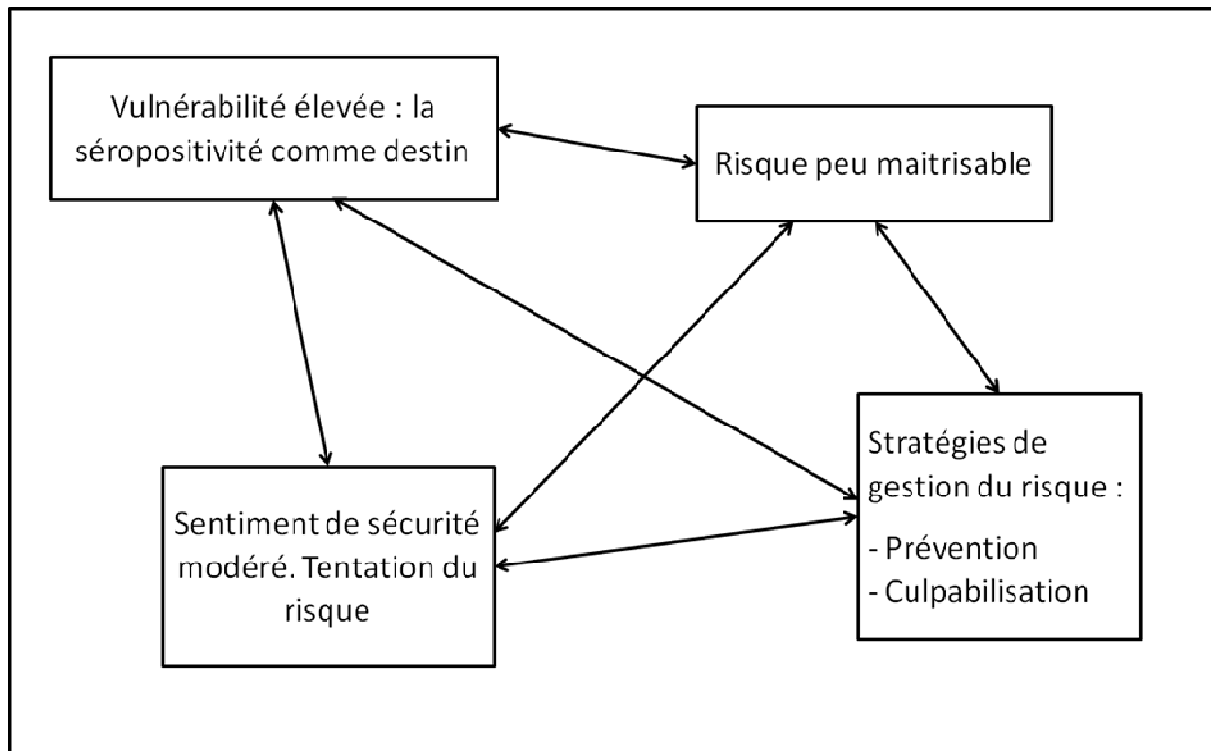 Vulnérabilité élevée : la
séropositivité comme destin
Risque peu maitrisable
Sentiment de sécurité
modéré. Tentation du
risque
Stratégies de
gestion du risque :
- Prévention
- Culpabilisation